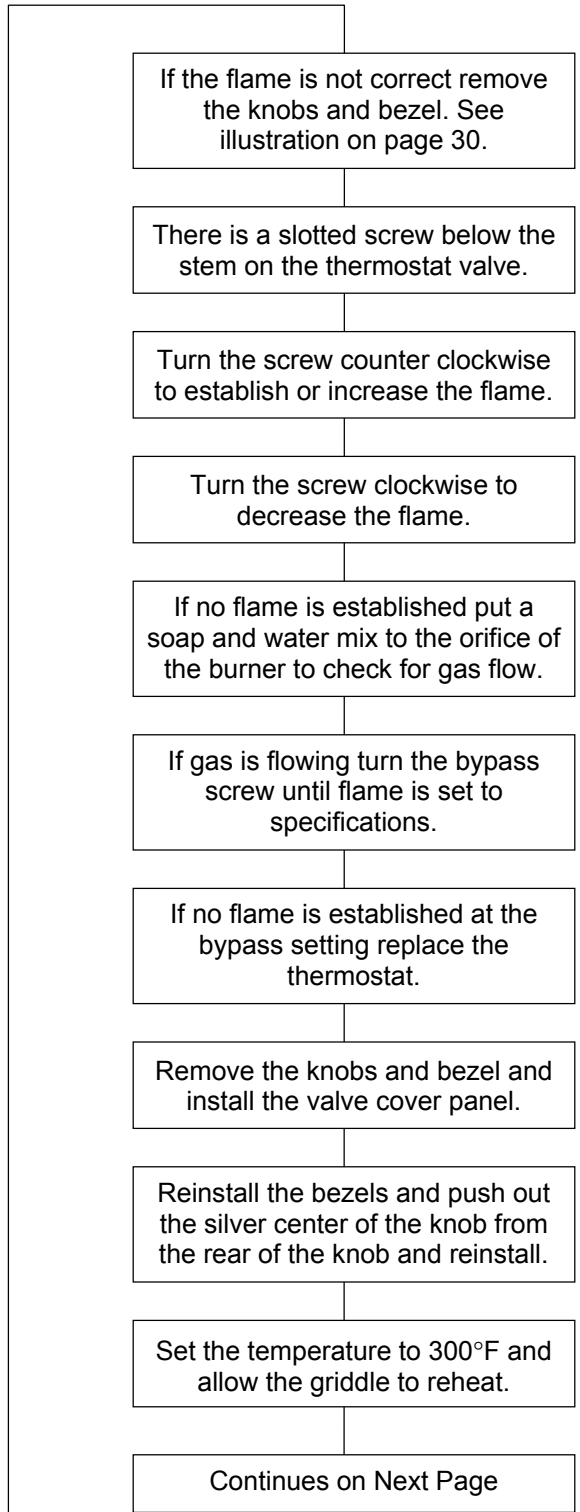 If the flame is not correct remove
the knobs and bezel. See
illustration on page 30.
There is a slotted screw below the
stem on the thermostat valve.
Turn the screw counter clockwise
to establish or increase the flame.
Turn the screw clockwise to
decrease the flame.
If no flame is established put a
soap and water mix to the orifice of
the burner to check for gas flow.
If gas is flowing turn the bypass
screw until flame is set to
specifications.
If no flame is established at the
bypass setting replace the
thermostat.
Remove the knobs and bezel and
install the valve cover panel.
Reinstall the bezels and push out
the silver center of the knob from
the rear of the knob and reinstall.
Set the temperature to 300°F and
allow the griddle to reheat.
Continues on Next Page